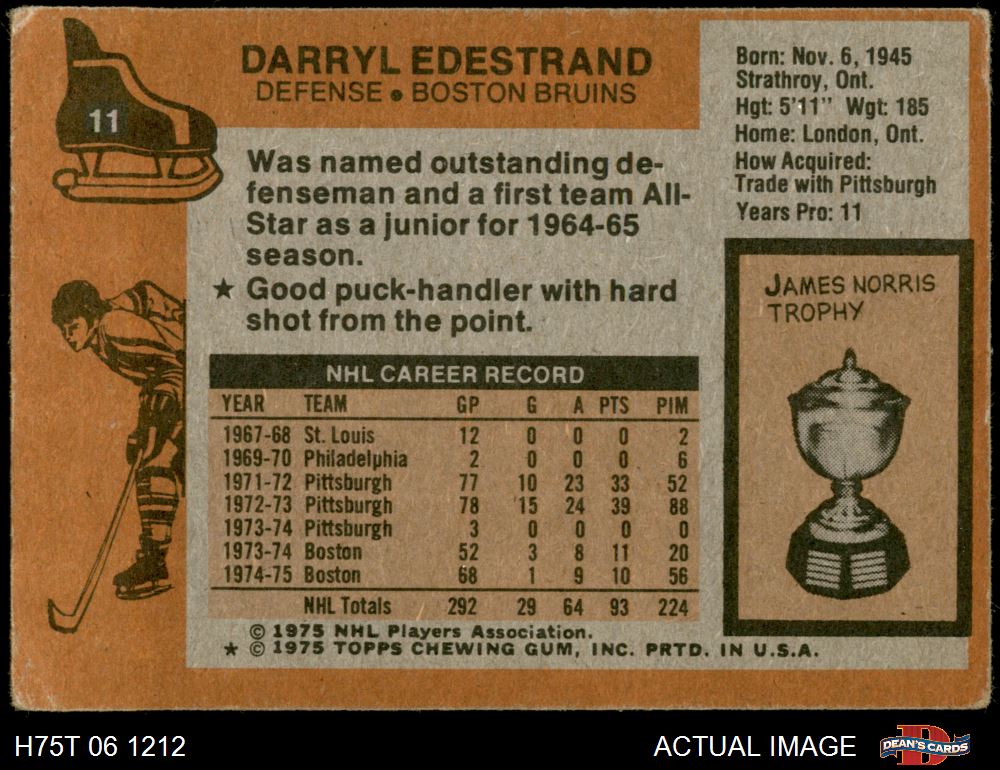 11
DARRYL EDESTRAND
DEFENSE • BOSTON BRUINS
Was named outstanding de-
fenseman and a first team All-
Star as a junior for 1964-65
season.
★ Good puck-handler with hard
shot from the point.
Born: Nov. 6, 1945
Strathroy, Ont.
Hgt: 5'11" Wgt: 185
Home: London, Ont.
How Acquired:
Trade with Pittsburgh
Years Pro: 11
JAMES NORRIS
TROPHY
NHL CAREER RECORD
YEAR TEAM GP G A PTS PIM
1967-68 St. Louis 12 0 0 0 2
1969-70 Philadelphia 2 0 0 0 6
1971-72 Pittsburgh 77 10 23 33 52
1972-73 Pittsburgh 78 15 24 39 88
1973-74 Pittsburgh 3 0 0 0 0
1973-74 Boston 52 3 8 11 20
1974-75 Boston 68 1 9 10 56
NHL Totals 292 29 64 93 224
© 1975 NHL Players Association.
★ © 1975 TOPPS CHEWING GUM, INC. PRTD. IN U.S.A.
H75T 06 1212
ACTUAL IMAGE
D
DEAN'S CARDS